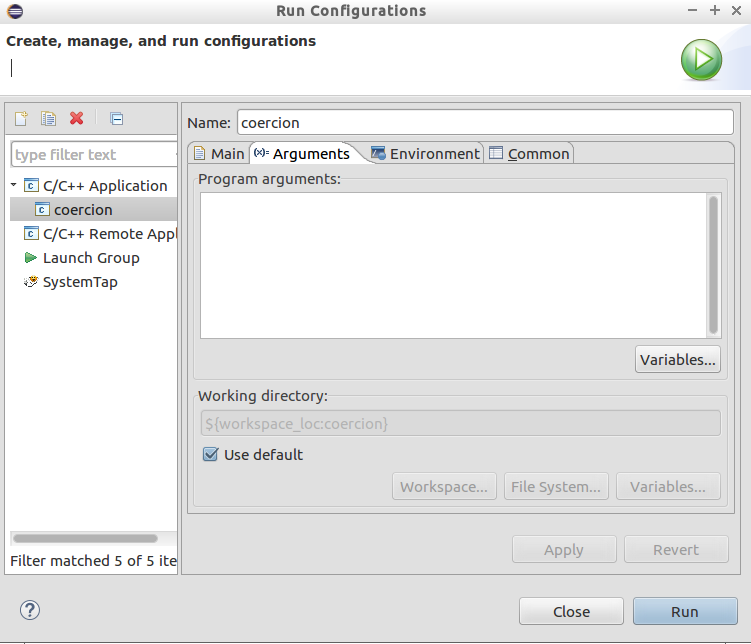 Run Configurations
Create, manage, and run configurations
Name: coercion
type filter text
Main (x)= Arguments Environment Common
C/C++ Application
coercion
C/C++ Remote Appl
Launch Group
SystemTap
Filter matched 5 of 5 ite
Program arguments:
Variables...
Working directory:
${workspace_loc:coercion}
Use default
Workspace... File System... Variables...
Apply Revert
? Close Run